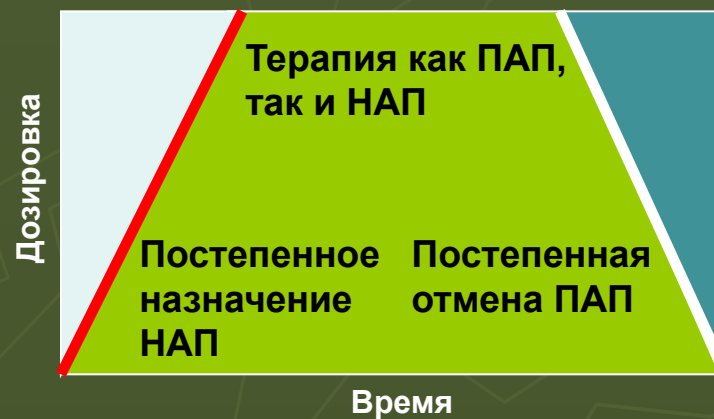 Дозировка
Терапия как ПАП,
так и НАП
Постепенное
назначение
НАП
Постепенная
отмена ПАП
Время